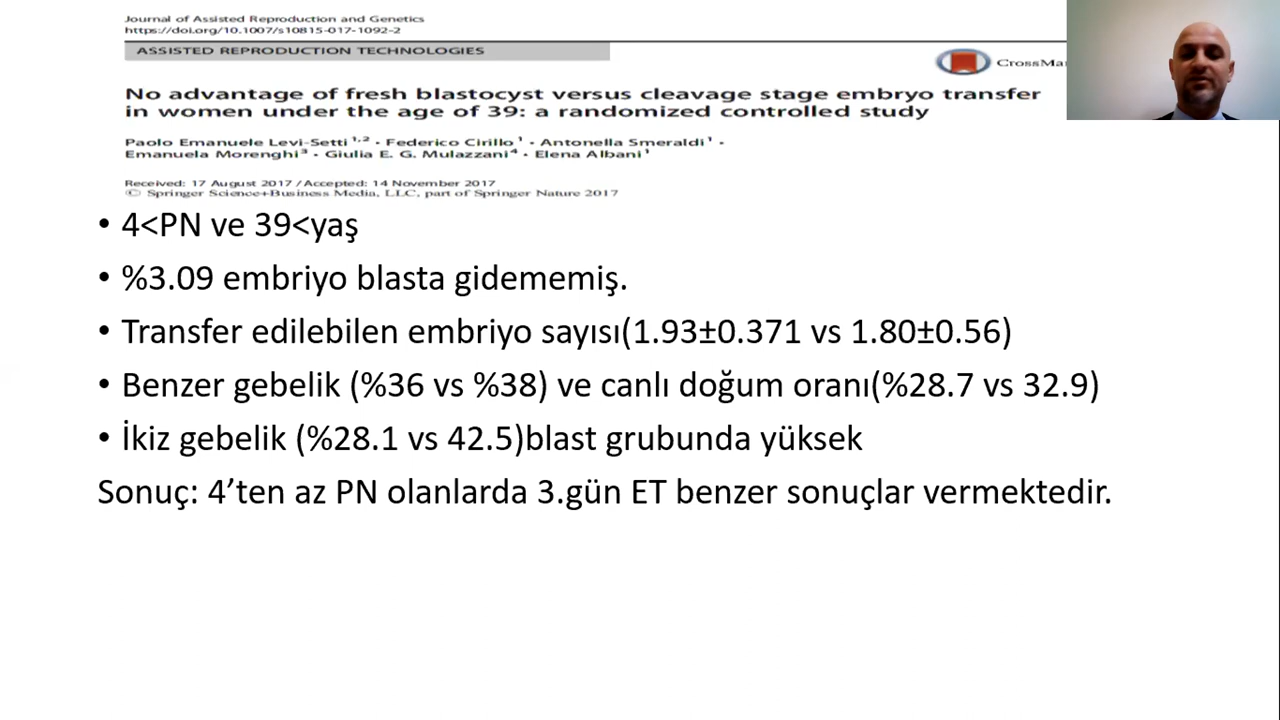 Journal of Assisted Reproduction and Genetics
https://doi.org/10.1007/s10815-017-1092-2
ASSISTED REPRODUCTION TECHNOLOGIES
CrossMa
No advantage of fresh blastocyst versus cleavage stage embryo transfer
in women under the age of 39: a randomized controlled study
Paolo Emanuele Levi-Setti 1,2 · Federico Cirillo 1 · Antonella Smeraldi 1 ·
Emanuela Morenghi 3 · Giulia E. G. Mulazzani 4 · Elena Albani 1
Received: 17 August 2017 / Accepted: 14 November 2017
© Springer Science+Business Media, LLC, part of Springer Nature 2017
• 4<PN ve 39<yaş
• %3.09 embriyo blasta gidememiş.
• Transfer edilebilen embriyo sayısı(1.93±0.371 vs 1.80±0.56)
• Benzer gebelik (%36 vs %38) ve canlı doğum oranı(%28.7 vs 32.9)
• İkiz gebelik (%28.1 vs 42.5)blast grubunda yüksek
Sonuç: 4’ten az PN olanlarda 3.gün ET benzer sonuçlar vermektedir.